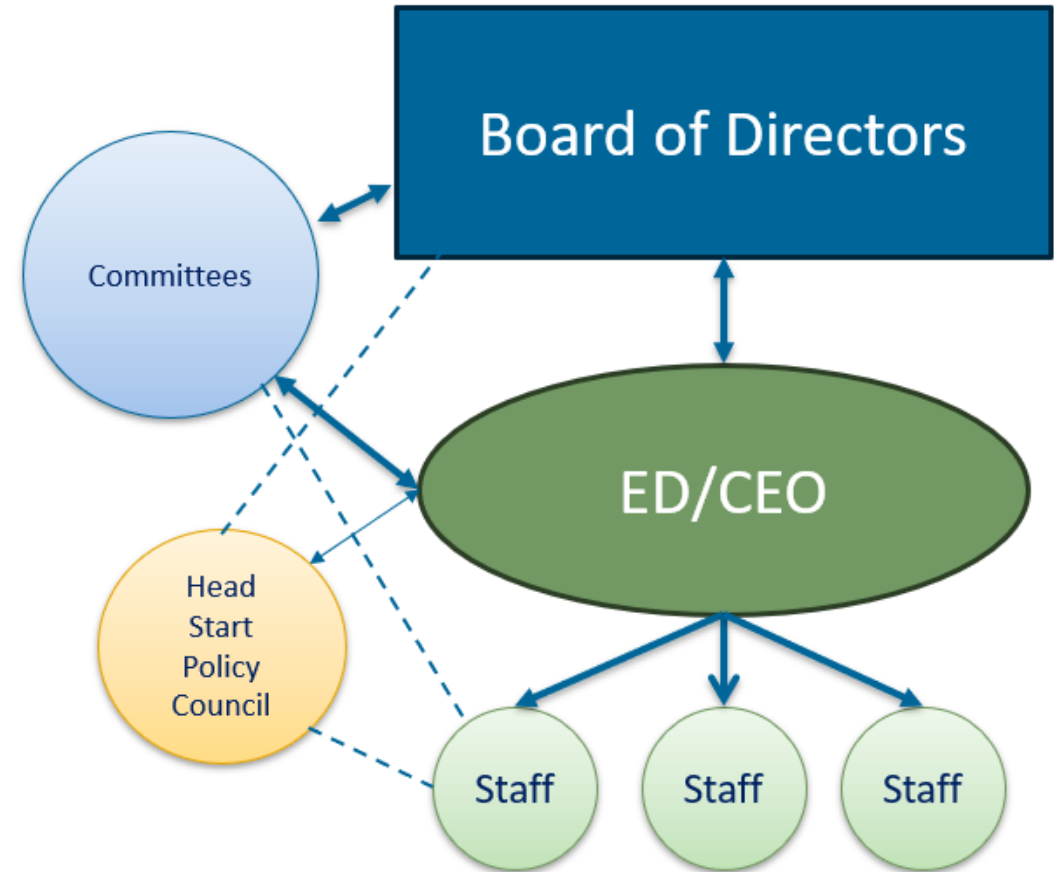 Board of Directors
Committees
ED/CEO
Head
Start
Policy
Council
Staff
Staff
Staff